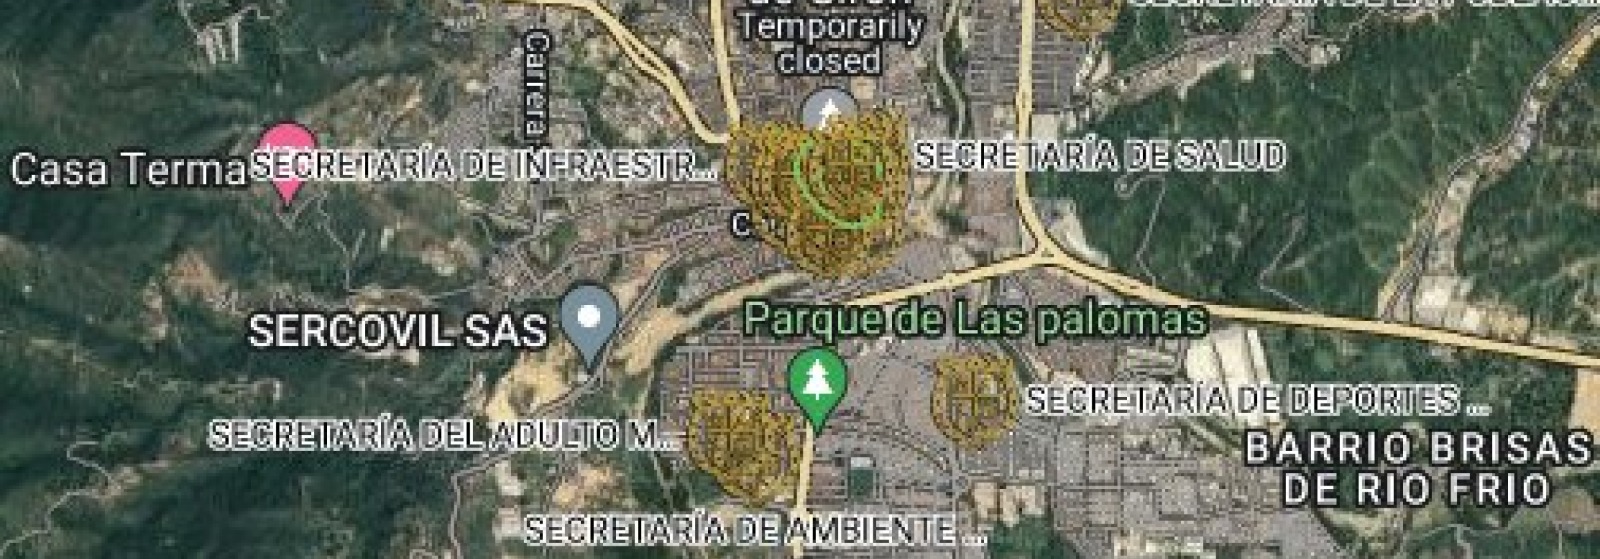 Temporarily
closed
Carrera
Casa Terma
SECRETARÍA DE INFRAESTR...
SECRETARÍA DE SALUD
SERCOVIL SAS
Parque de Las palomas
SECRETARÍA DE DEPORTES ...
SECRETARÍA DEL ADULTO M...
BARRIO BRISAS
DE RIO FRIO
SECRETARÍA DE AMBIENTE ...